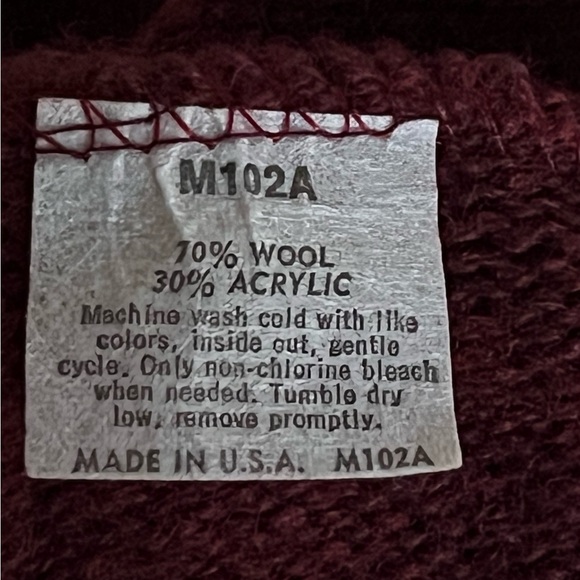 M102A
70% WOOL
30% ACRYLIC
Machine wash cold with like
colors, inside out, gentle
cycle. Only non-chlorine bleach
when needed. Tumble dry
low, remove promptly.
MADE IN U.S.A. M102A